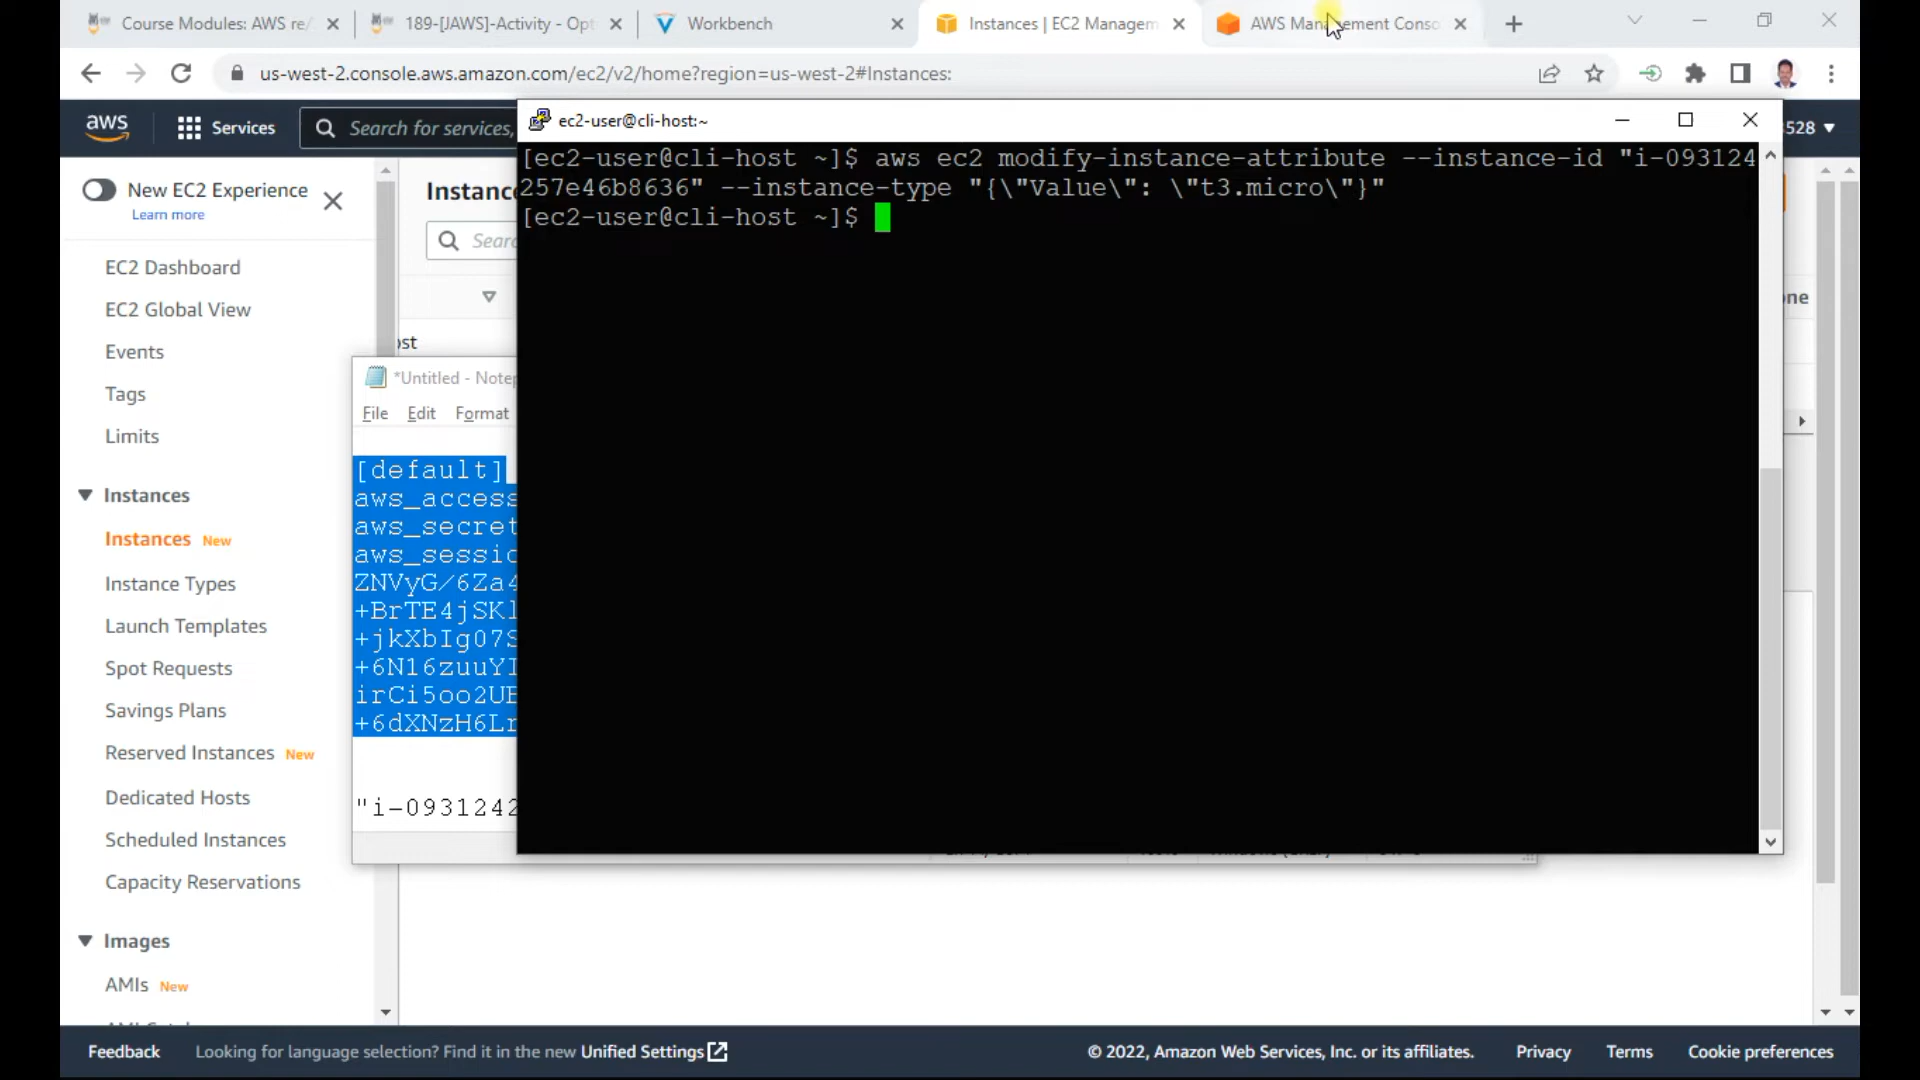 Course Modules: AWS re/
189-[JAWS]-Activity - Opt
Workbench
Instances | EC2 Managem
AWS Management Conso
us-west-2.console.aws.amazon.com/ec2/v2/home?region=us-west-2#Instances:
aws
Services
Search for services,
528
ec2-user@cli-host:~
[ec2-user@cli-host ~]$ aws ec2 modify-instance-attribute --instance-id "i-093124
257e46b8636" --instance-type "{\"Value\": \"t3.micro\"}"
[ec2-user@cli-host ~]$
New EC2 Experience
Learn more
EC2 Dashboard
EC2 Global View
Events
Tags
Limits
Instances
Instances New
Instance Types
Launch Templates
Spot Requests
Savings Plans
Reserved Instances New
Dedicated Hosts
Scheduled Instances
Capacity Reservations
Images
AMIs New
Instanc
Searc
ost
one
*Untitled - Notep
File Edit Format
[default]
aws_access
aws_secret
aws_sessio
ZNVyG/6Za4
+BrTE4jSKl
+jkXbIg07S
+6N16zuuYI
irCi5oo2UE
+6dXNzH6Lr
"i-0931242
Feedback
Looking for language selection? Find it in the new Unified Settings
© 2022, Amazon Web Services, Inc. or its affiliates.
Privacy
Terms
Cookie preferences